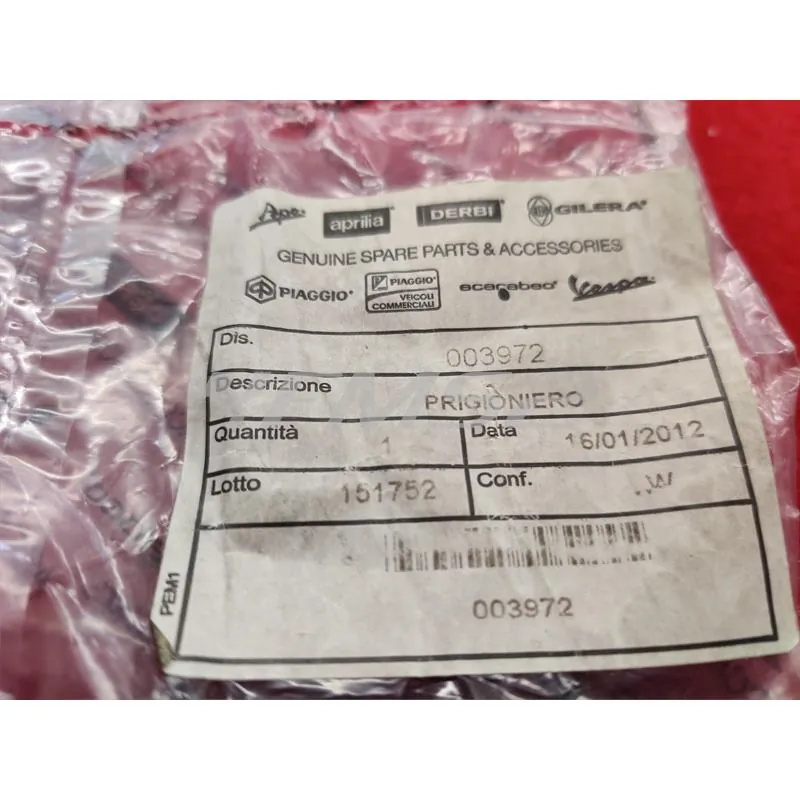 Ape
aprilia DERBI GILERA
GENUINE SPARE PARTS & ACCESSORIES
PIAGGIO PIAGGIO VEICOLI COMMERCIALI scarabeo Vespa
Dis. 003972
Descrizione PRIGIONIERO
Quantità 1 Data 16/01/2012
Lotto 151752 Conf. .W
PEM1
003972